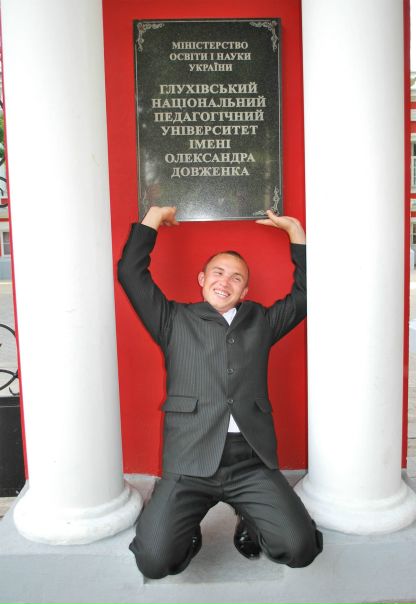 МІНІСТЕРСТВО
ОСВІТИ І НАУКИ
УКРАЇНИ
ГЛУХІВСЬКИЙ
НАЦІОНАЛЬНИЙ
ПЕДАГОГІЧНИЙ
УНІВЕРСИТЕТ
ІМЕНІ
ОЛЕКСАНДРА
ДОВЖЕНКА